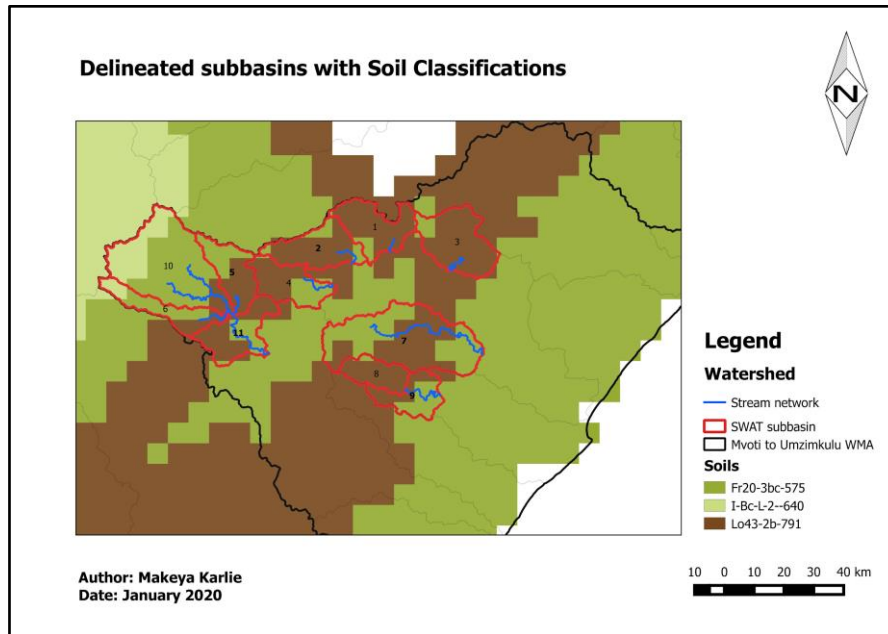 Delineated subbasins with Soil Classifications
N
1
2
3
10
5
4
6
11
7
8
9
Legend
Watershed
Stream network
SWAT subbasin
Mvoti to Umzimkulu WMA
Soils
Fr20-3bc-575
I-Bc-L-2--640
Lo43-2b-791
Author: Makeya Karlie
Date: January 2020
10 0 10 20 30 40 km